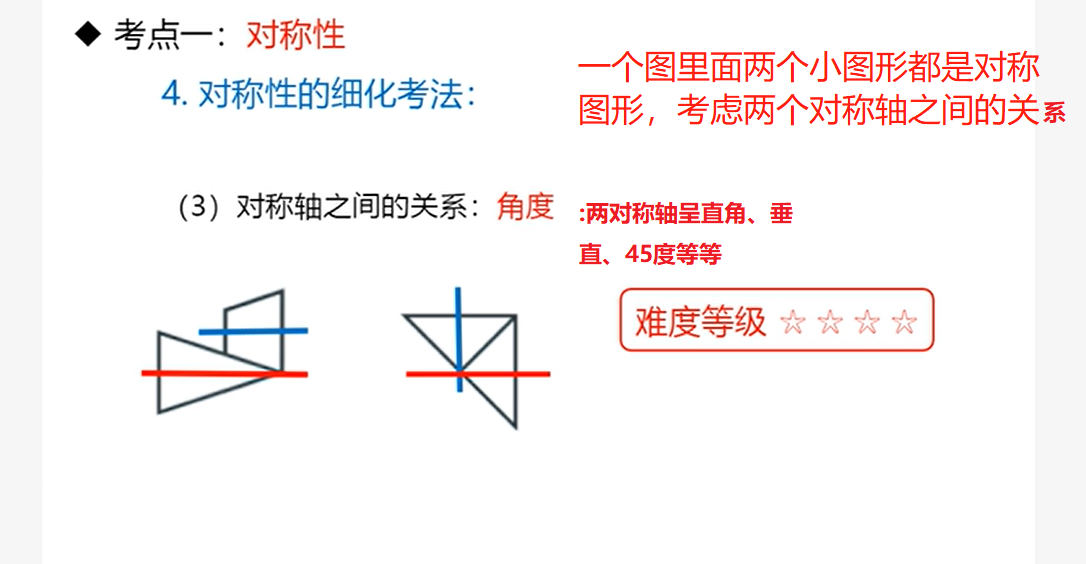 ◆ 考点一：对称性
4. 对称性的细化考法：
一个图里面两个小图形都是对称
图形，考虑两个对称轴之间的关系
（3）对称轴之间的关系：角度
:两对称轴呈直角、垂
直、45度等等
难度等级 ☆ ☆ ☆ ☆